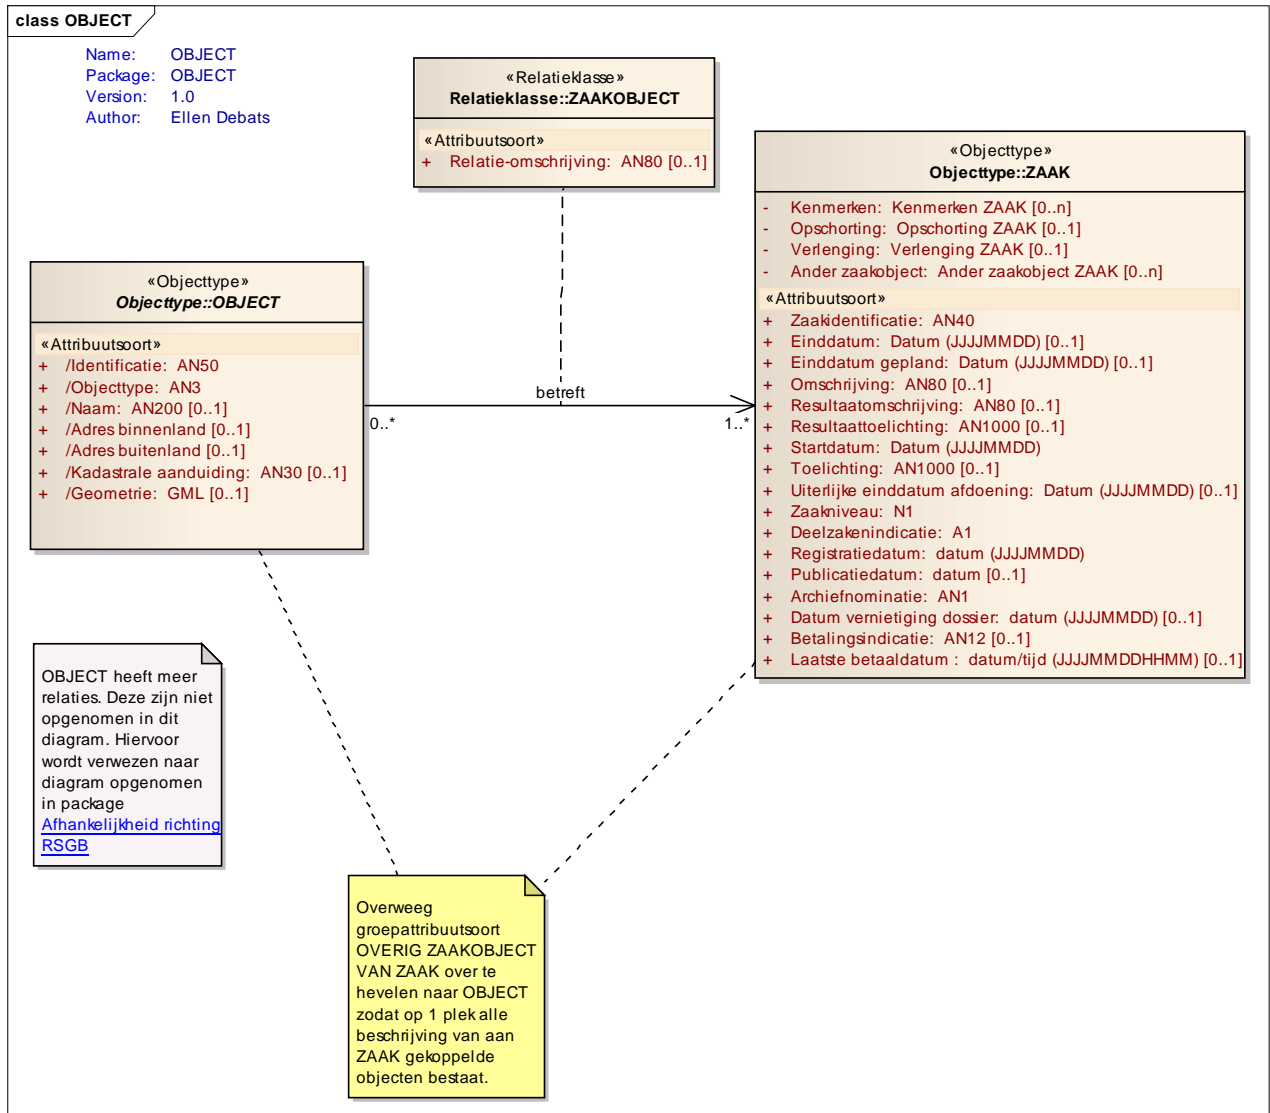 class OBJECT
Name: OBJECT
Package: OBJECT
Version: 1.0
Author: Ellen Debats
«Relatieklasse»
Relatieklasse::ZAAKOBJECT
«Attribuutsoort»
+ Relatie-omschrijving: AN80 [0..1]
«Objecttype»
Objecttype::ZAAK
- Kenmerken: Kenmerken ZAAK [0..n]
- Opschorting: Opschorting ZAAK [0..1]
- Verlenging: Verlenging ZAAK [0..1]
- Ander zaakobject: Ander zaakobject ZAAK [0..n]
«Attribuutsoort»
+ Zaakidentificatie: AN40
+ Einddatum: Datum (JJJJMMDD) [0..1]
+ Einddatum gepland: Datum (JJJJMMDD) [0..1]
+ Omschrijving: AN80 [0..1]
+ Resultaatomschrijving: AN80 [0..1]
+ Resultaattoelichting: AN1000 [0..1]
+ Startdatum: Datum (JJJJMMDD)
+ Toelichting: AN1000 [0..1]
+ Uiterlijke einddatum afdoening: Datum (JJJJMMDD) [0..1]
+ Zaakniveau: N1
+ Deelzakenindicatie: A1
+ Registratiedatum: datum (JJJJMMDD)
+ Publicatiedatum: datum [0..1]
+ Archiefnominatie: AN1
+ Datum vernietiging dossier: datum (JJJJMMDD) [0..1]
+ Betalingsindicatie: AN12 [0..1]
+ Laatste betaaldatum : datum/tijd (JJJJMMDDHHMM) [0..1]
«Objecttype»
Objecttype::OBJECT
«Attribuutsoort»
+ /Identificatie: AN50
+ /Objecttype: AN3
+ /Naam: AN200 [0..1]
+ /Adres binnenland [0..1]
+ /Adres buitenland [0..1]
+ /Kadastrale aanduiding: AN30 [0..1]
+ /Geometrie: GML [0..1]
betreft
0..*
1..*
OBJECT heeft meer
relaties. Deze zijn niet
opgenomen in dit
diagram. Hiervoor
wordt verwezen naar
diagram opgenomen
in package
Afhankelijkheid richting
RSGB
Overweeg
groepattribuutsoort
OVERIG ZAAKOBJECT
VAN ZAAK over te
hevelen naar OBJECT
zodat op 1 plek alle
beschrijving van aan
ZAAK gekoppelde
objecten bestaat.